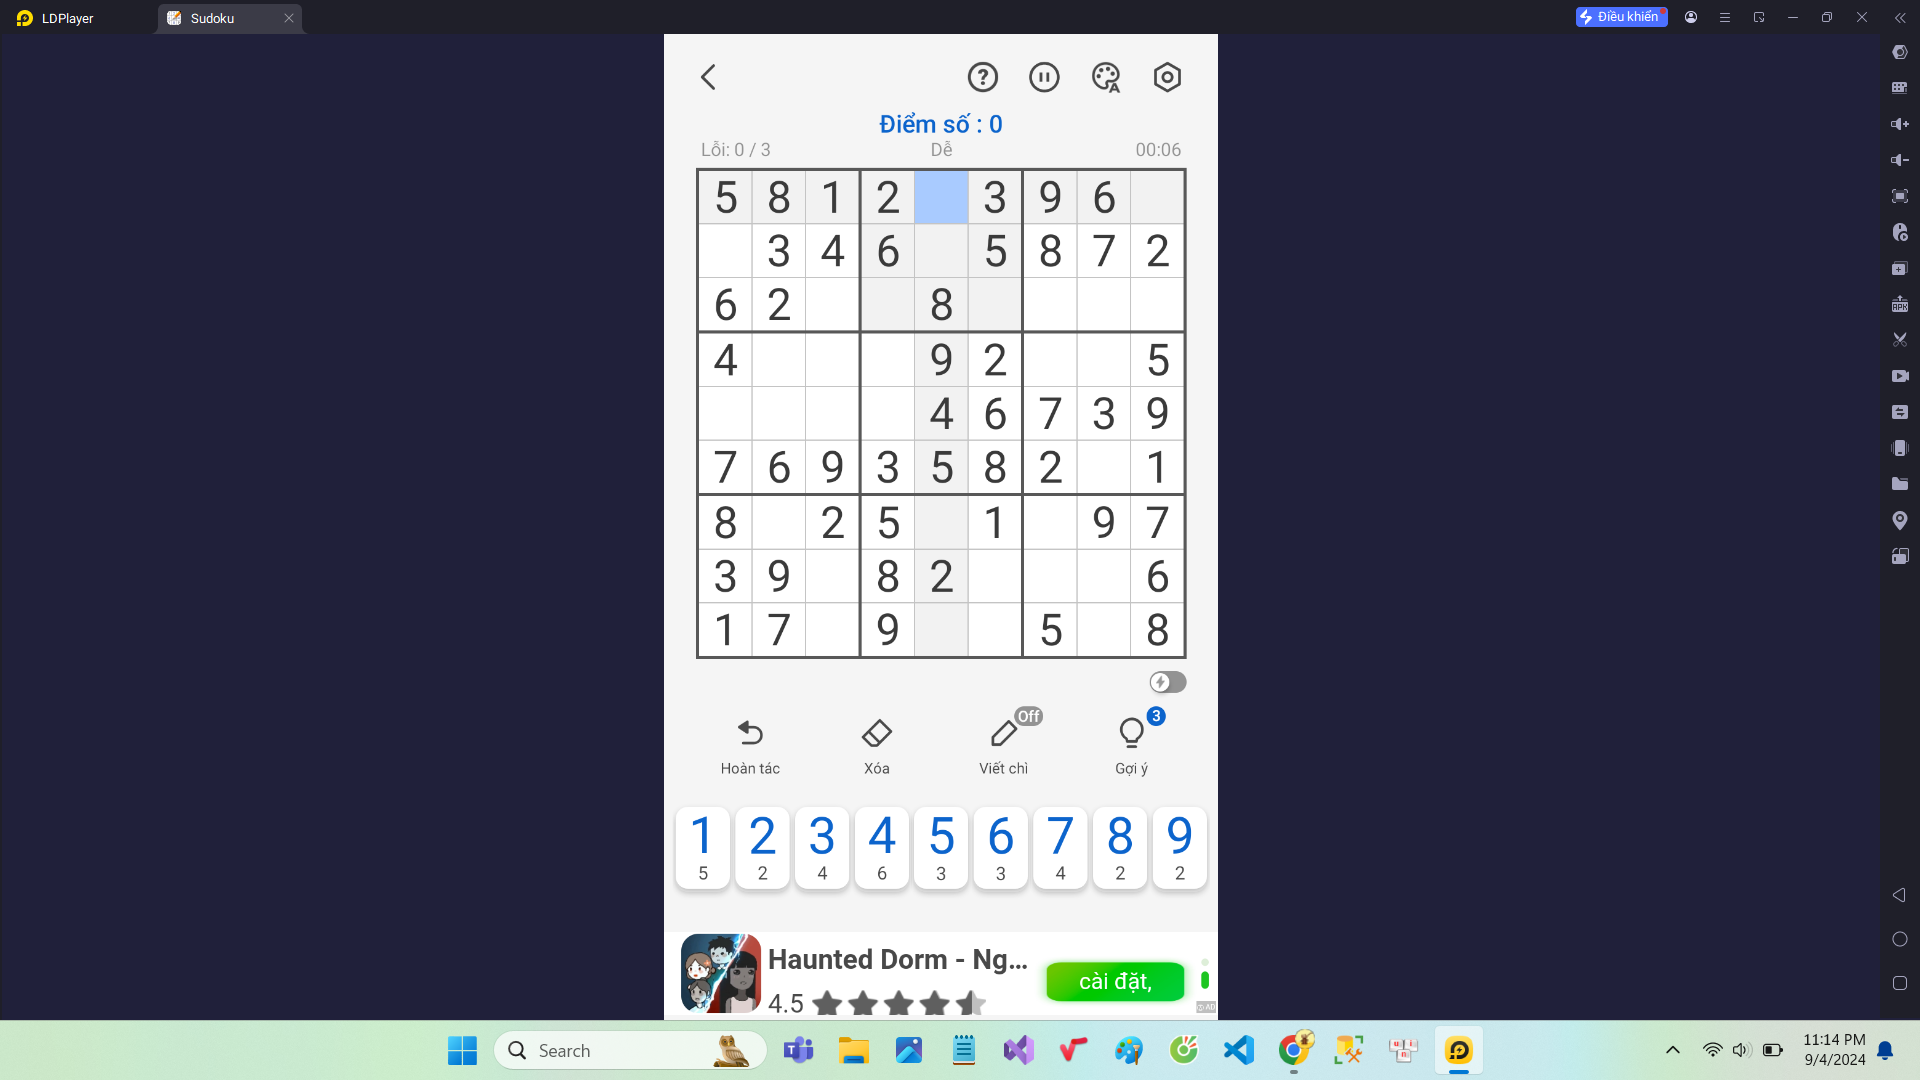 LDPlayer
Sudoku
Điều khiển
Điểm số : 0
Lỗi: 0 / 3
Dễ
00:06
5 8 1 2 3 9 6
3 4 6 5 8 7 2
6 2 8
4 9 2 5
4 6 7 3 9
7 6 9 3 5 8 2 1
8 2 5 1 9 7
3 9 8 2 6
1 7 9 5 8
Off
3
Hoàn tác
Xóa
Viết chì
Gợi ý
1 2 3 4 5 6 7 8 9
5 2 4 6 3 3 4 2 2
Haunted Dorm - Ng...
4.5
cài đặt,
AD
Search
11:14 PM
9/4/2024